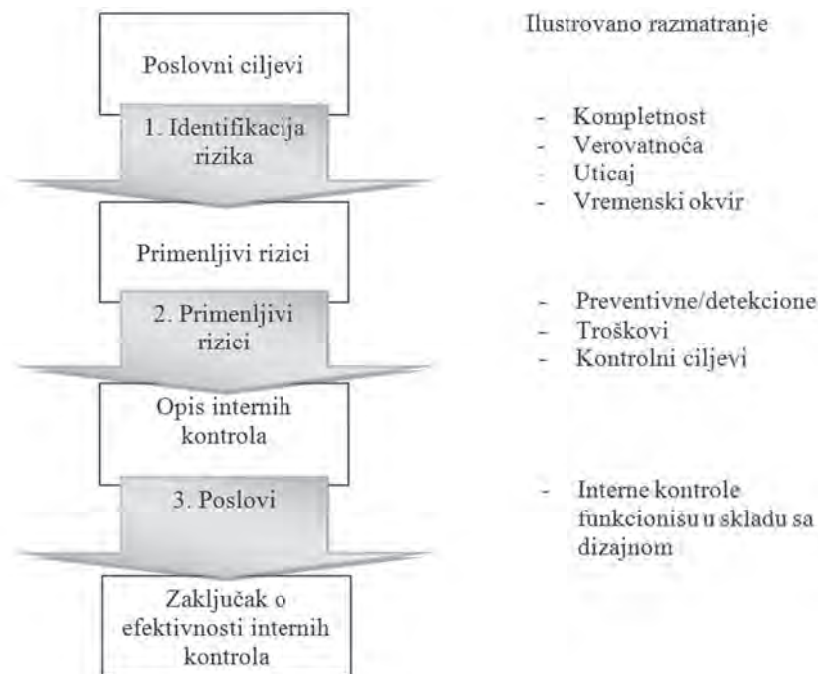 Ilustrovano razmatranje
Poslovni ciljevi
1. Identifikacija
rizika
- Kompletnost
- Verovatnoća
- Uticaj
- Vremenski okvir
Primenljivi rizici
2. Primenljivi
rizici
- Preventivne/detekcione
- Troškovi
- Kontrolni ciljevi
Opis internih
kontrola
3. Poslovi
- Interne kontrole
funkcionisu u skladu sa
dizajnom
Zaključak o
efektivnosti internih
kontrola